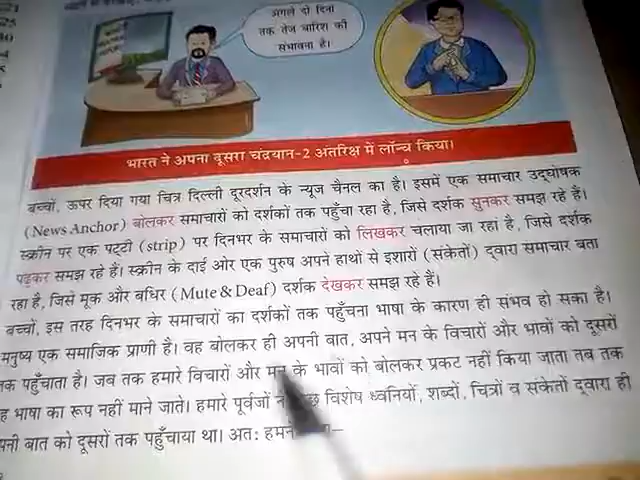 अगले दो दिनों
तक तेज बारिश की
संभावना है।
भारत ने अपना दूसरा चंद्रयान-2 अंतरिक्ष में लॉन्च किया।
बच्चों, ऊपर दिया गया चित्र दिल्ली दूरदर्शन के न्यूज चैनल का है। इसमें एक समाचार उद्घोषक
(News Anchor) बोलकर समाचारों को दर्शकों तक पहुँचा रहा है, जिसे दर्शक सुनकर समझ रहे हैं।
स्क्रीन पर एक पट्टी (strip) पर दिनभर के समाचारों को लिखकर चलाया जा रहा है, जिसे दर्शक
पढ़कर समझ रहे हैं। स्क्रीन के दाईं ओर एक पुरुष अपने हाथों से इशारों (संकेतों) द्वारा समाचार बता
रहा है, जिसे मूक और बधिर (Mute & Deaf) दर्शक देखकर समझ रहे हैं।
बच्चों, इस तरह दिनभर के समाचारों का दर्शकों तक पहुँचना भाषा के कारण ही संभव हो सका है।
मनुष्य एक समाजिक प्राणी है। वह बोलकर ही अपनी बात, अपने मन के विचारों और भावों को दूसरों
तक पहुँचाता है। जब तक हमारे विचारों और मन के भावों को बोलकर प्रकट नहीं किया जाता तब तक
भाषा का रूप नहीं माने जाते। हमारे पूर्वजों विशेष ध्वनियों, शब्दों, चित्रों व संकेतों द्वारा ही
बात को दूसरों तक पहुँचाया था। अत: